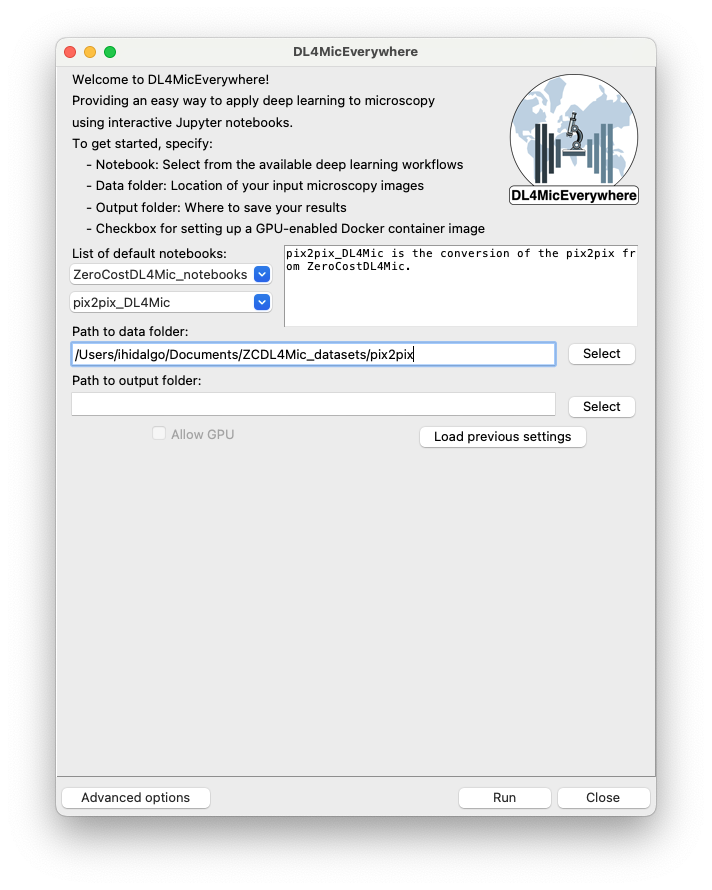 DL4MicEverywhere
Welcome to DL4MicEverywhere!
Providing an easy way to apply deep learning to microscopy
using interactive Jupyter notebooks.
To get started, specify:
- Notebook: Select from the available deep learning workflows
- Data folder: Location of your input microscopy images
- Output folder: Where to save your results
- Checkbox for setting up a GPU-enabled Docker container image
DL4MicEverywhere
List of default notebooks:
ZeroCostDL4Mic_notebooks
pix2pix_DL4Mic
pix2pix_DL4Mic is the conversion of the pix2pix fr
om ZeroCostDL4Mic.
Path to data folder:
/Users/ihidalgo/Documents/ZCDL4Mic_datasets/pix2pix
Select
Path to output folder:
Select
Allow GPU
Load previous settings
Advanced options
Run
Close